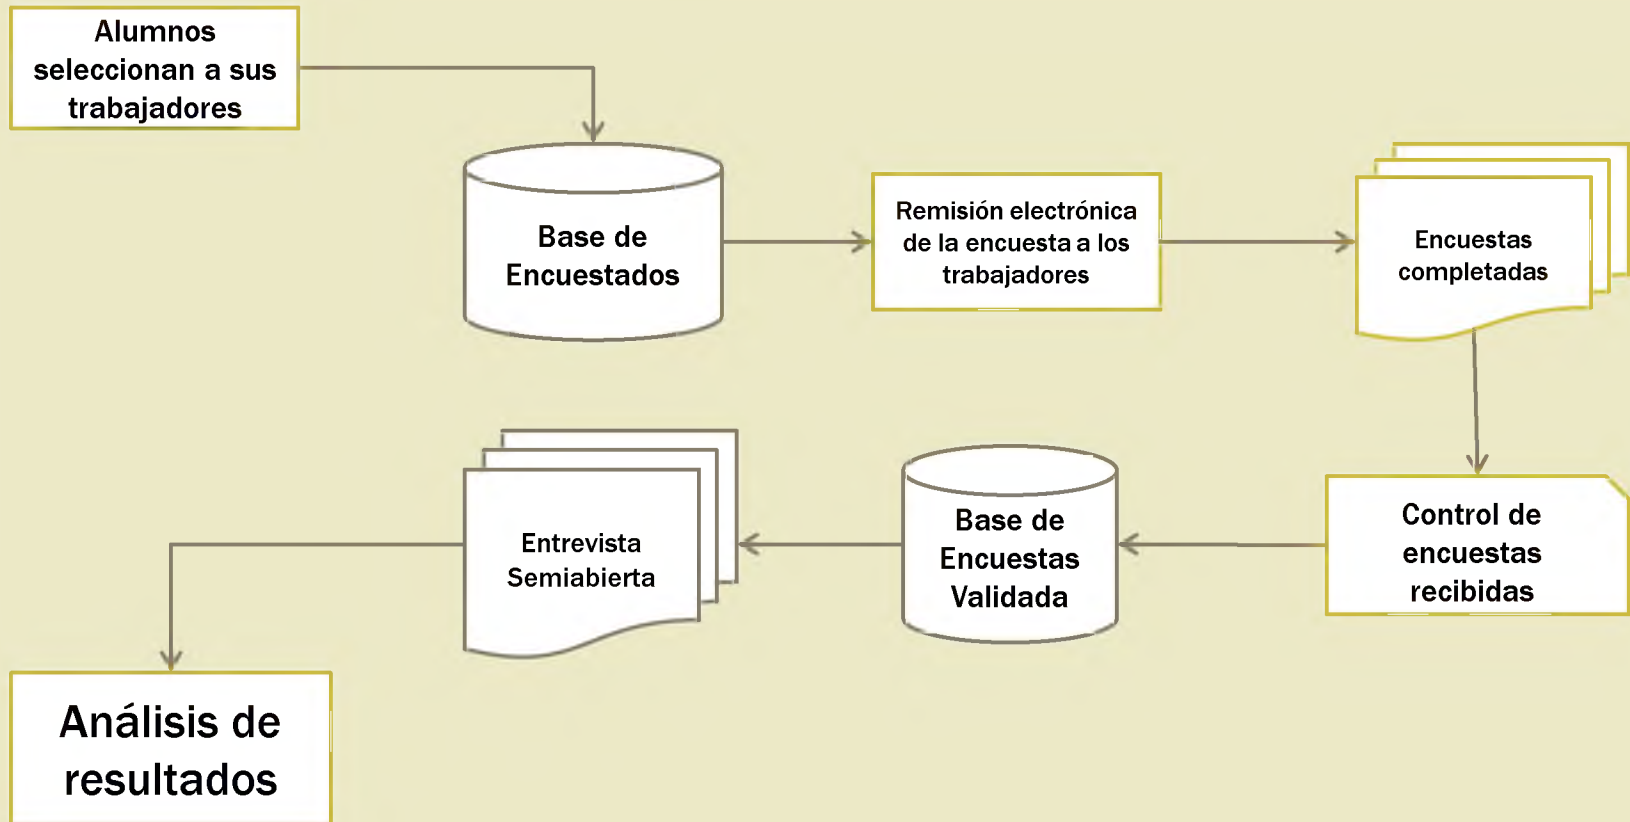 Alumnos
seleccionan a sus
trabajadores
Base de
Encuestados
Remisión electrónica
de la encuesta a los
trabajadores
Encuestas
completadas
Control de
encuestas
recibidas
Base de
Encuestas
Validada
Entrevista
Semiabierta
Análisis de
resultados